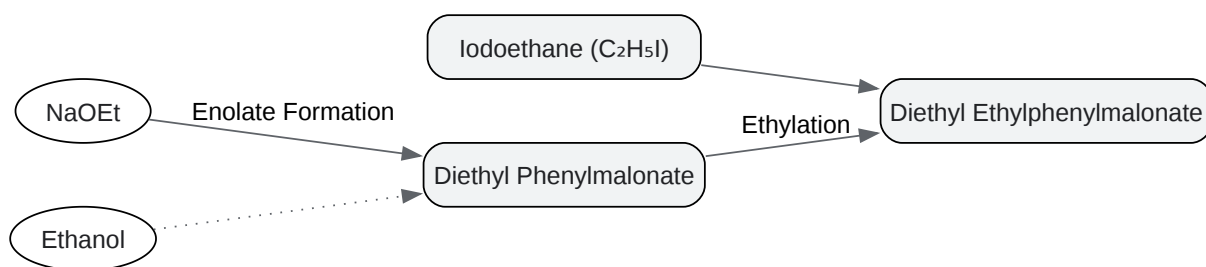 Iodoethane (C₂H₅I)
NaOEt
Enolate Formation
Ethylation
Diethyl Ethylphenylmalonate
Diethyl Phenylmalonate
Ethanol